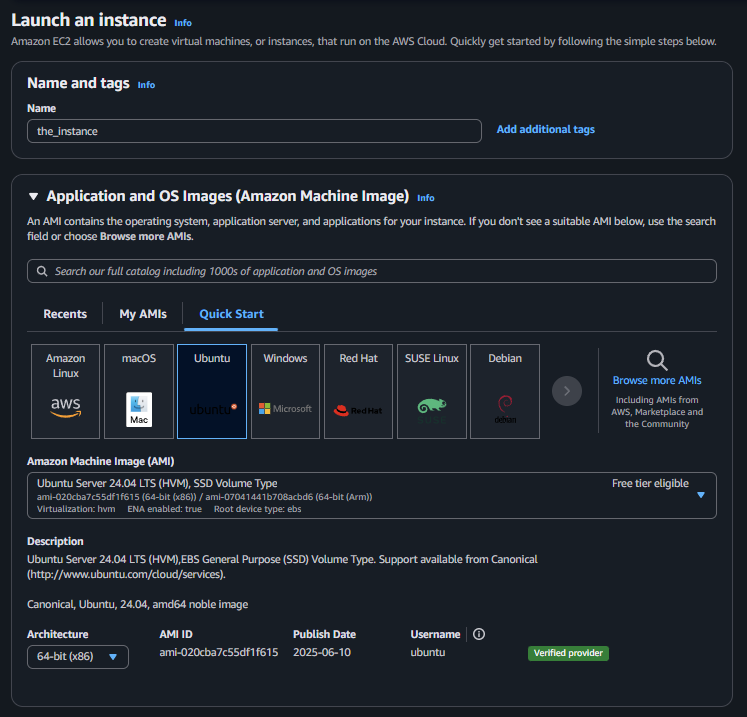 Launch an instance Info
Amazon EC2 allows you to create virtual machines, or instances, that run on the AWS Cloud. Quickly get started by following the simple steps below.
Name and tags Info
Name
the_instance
Add additional tags
Application and OS Images (Amazon Machine Image) Info
An AMI contains the operating system, application server, and applications for your instance. If you don't see a suitable AMI below, use the search
field or choose Browse more AMIs.
Search our full catalog including 1000s of application and OS images
Recents My AMIs Quick Start
Amazon
Linux
aws
macOS
Mac
Ubuntu
ubuntu
Windows
Microsoft
Red Hat
Red Hat
SUSE Linux
Debian
debian
Browse more AMIs
Including AMIs from
AWS, Marketplace and
the Community
Amazon Machine Image (AMI)
Ubuntu Server 24.04 LTS (HVM), SSD Volume Type Free tier eligible
ami-020cba7c55df1f615 (64-bit (x86)) / ami-07041441b708acbd6 (64-bit (Arm))
Virtualization: hvm ENA enabled: true Root device type: ebs
Description
Ubuntu Server 24.04 LTS (HVM),EBS General Purpose (SSD) Volume Type. Support available from Canonical
(http://www.ubuntu.com/cloud/services).
Canonical, Ubuntu, 24.04, amd64 noble image
Architecture AMI ID Publish Date Username
64-bit (x86) ami-020cba7c55df1f615 2025-06-10 ubuntu Verified provider